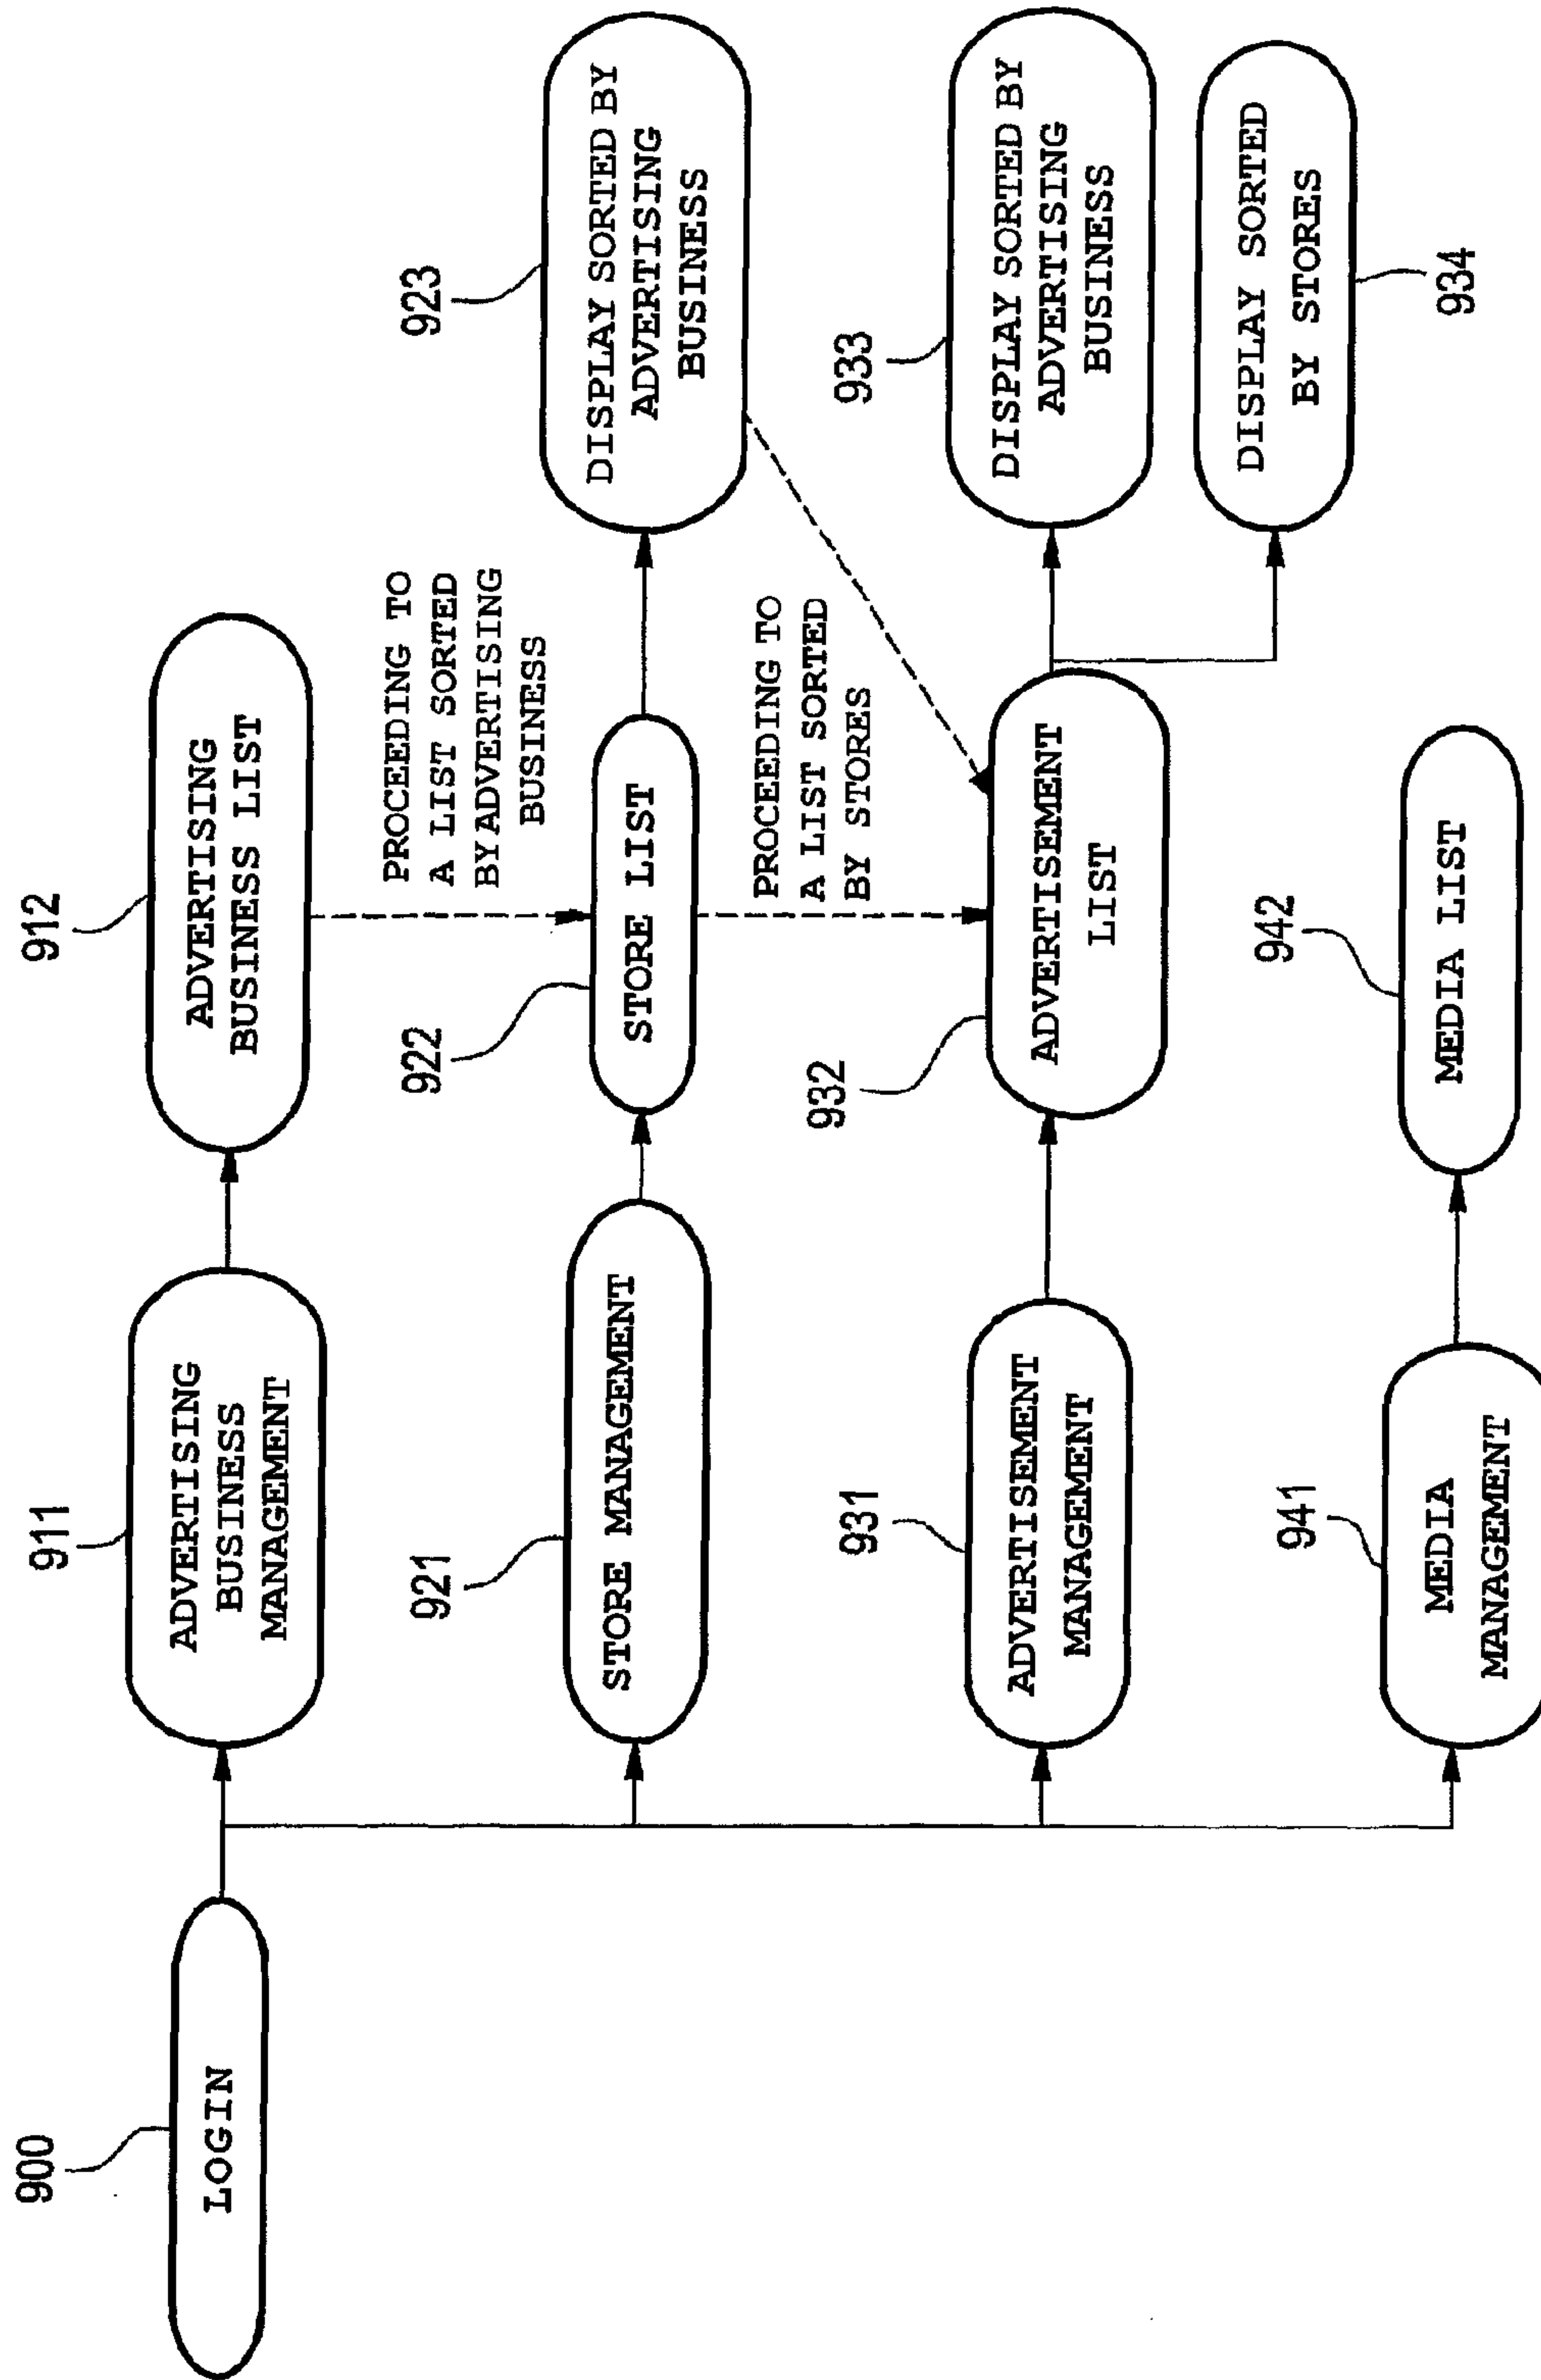 900
LOGIN
911
ADVERTISING
BUSINESS
MANAGEMENT
912
ADVERTISING
BUSINESS LIST
PROCEEDING TO
A LIST SORTED
BY ADVERTISING
BUSINESS
921
STORE MANAGEMENT
922
STORE LIST
923
DISPLAY SORTED BY
ADVERTISING
BUSINESS
PROCEEDING TO
A LIST SORTED
BY STORES
931
ADVERTISEMENT
MANAGEMENT
932
ADVERTISEMENT
LIST
933
DISPLAY SORTED BY
ADVERTISING
BUSINESS
DISPLAY SORTED
BY STORES
934
941
MEDIA
MANAGEMENT
942
MEDIA LIST